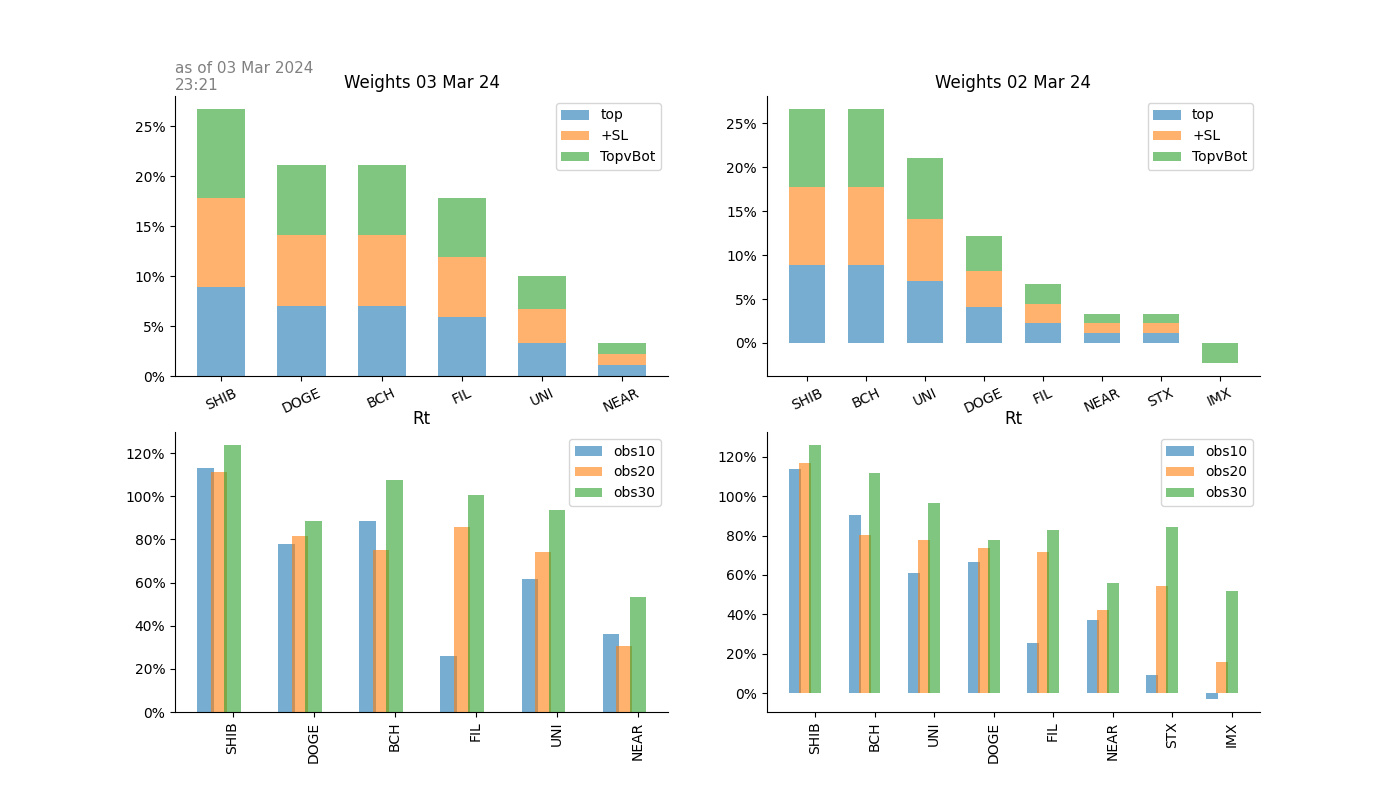 as of 03 Mar 2024
23:21
Weights 03 Mar 24
25%
20%
15%
10%
5%
0%
top
+SL
TopvBot
SHIB
DOGE
BCH
FIL
UNI
NEAR
Weights 02 Mar 24
25%
20%
15%
10%
5%
0%
top
+SL
TopvBot
SHIB
BCH
UNI
DOGE
FIL
NEAR
STX
IMX
Rt
120%
100%
80%
60%
40%
20%
0%
obs10
obs20
obs30
SHIB
DOGE
BCH
FIL
UNI
NEAR
Rt
120%
100%
80%
60%
40%
20%
0%
obs10
obs20
obs30
SHIB
BCH
UNI
DOGE
FIL
NEAR
STX
IMX